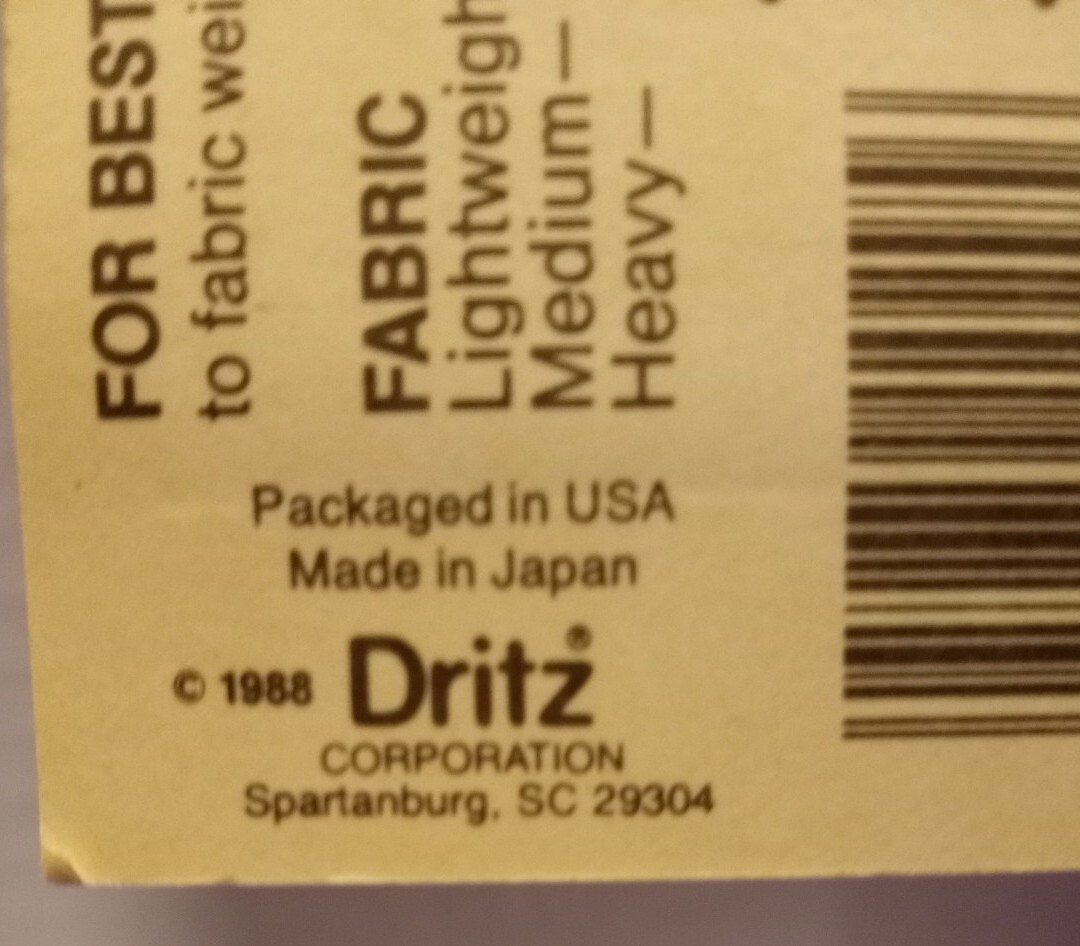 FOR BEST
to fabric
FABRIC
Lightweigh
Medium—
Heavy—
Packaged in USA
Made in Japan
© 1988 Dritz®
CORPORATION
Spartanburg, SC 29304